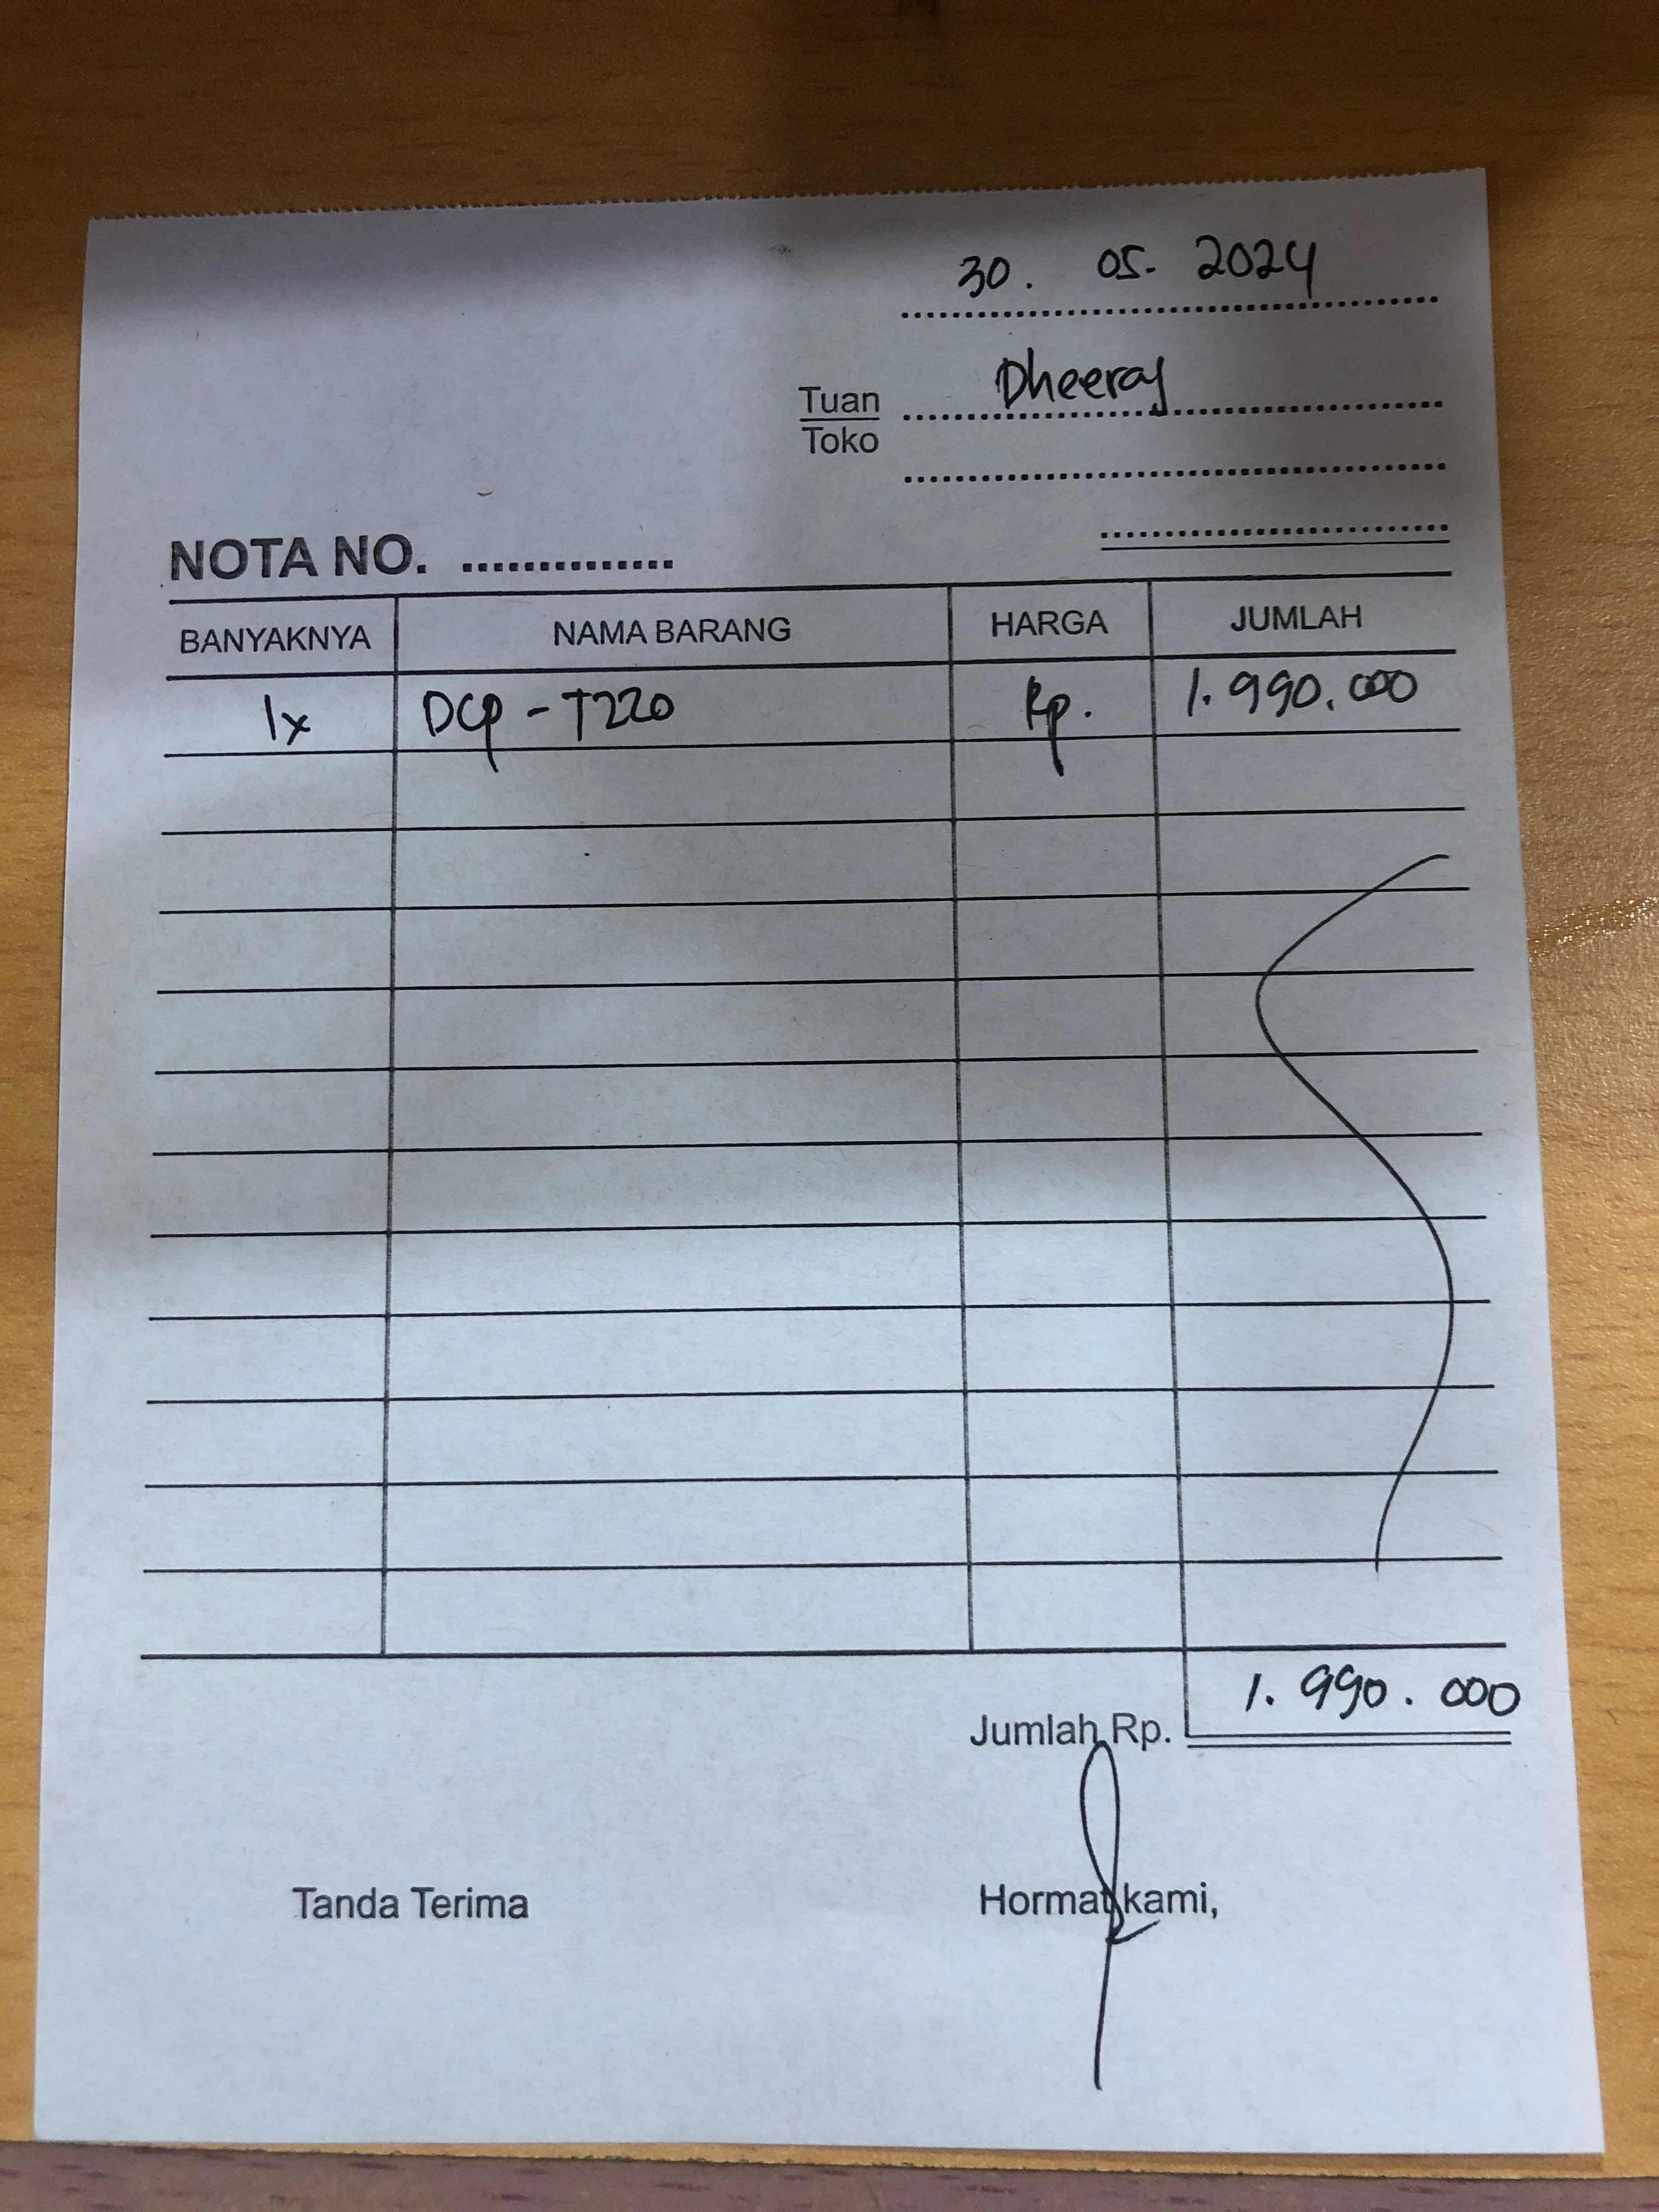 30. 05. 2024
Tuan Dheeraj
Toko
NOTA NO. ...............
BANYAKNYA NAMA BARANG HARGA JUMLAH
1x DCP - T220 Rp. 1.990.000
Jumlah Rp. 1.990.000
Tanda Terima Hormat kami,